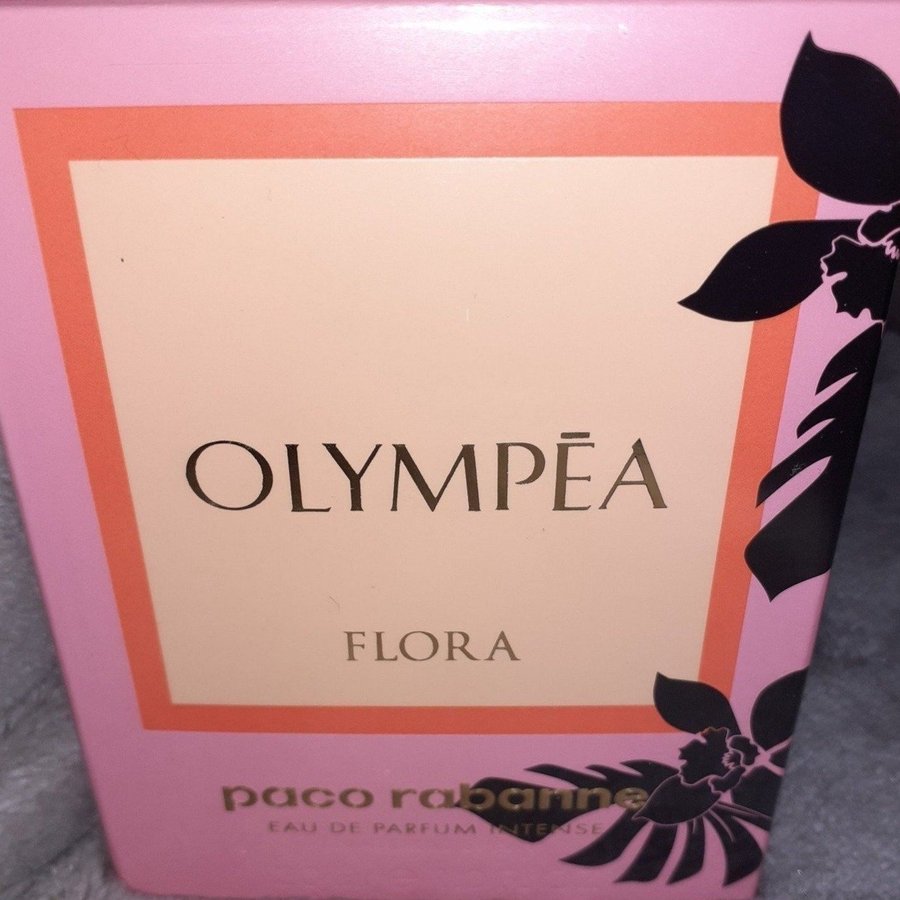 OLYMPĒA
FLORA
paco rabanne
EAU DE PARFUM INTENSE